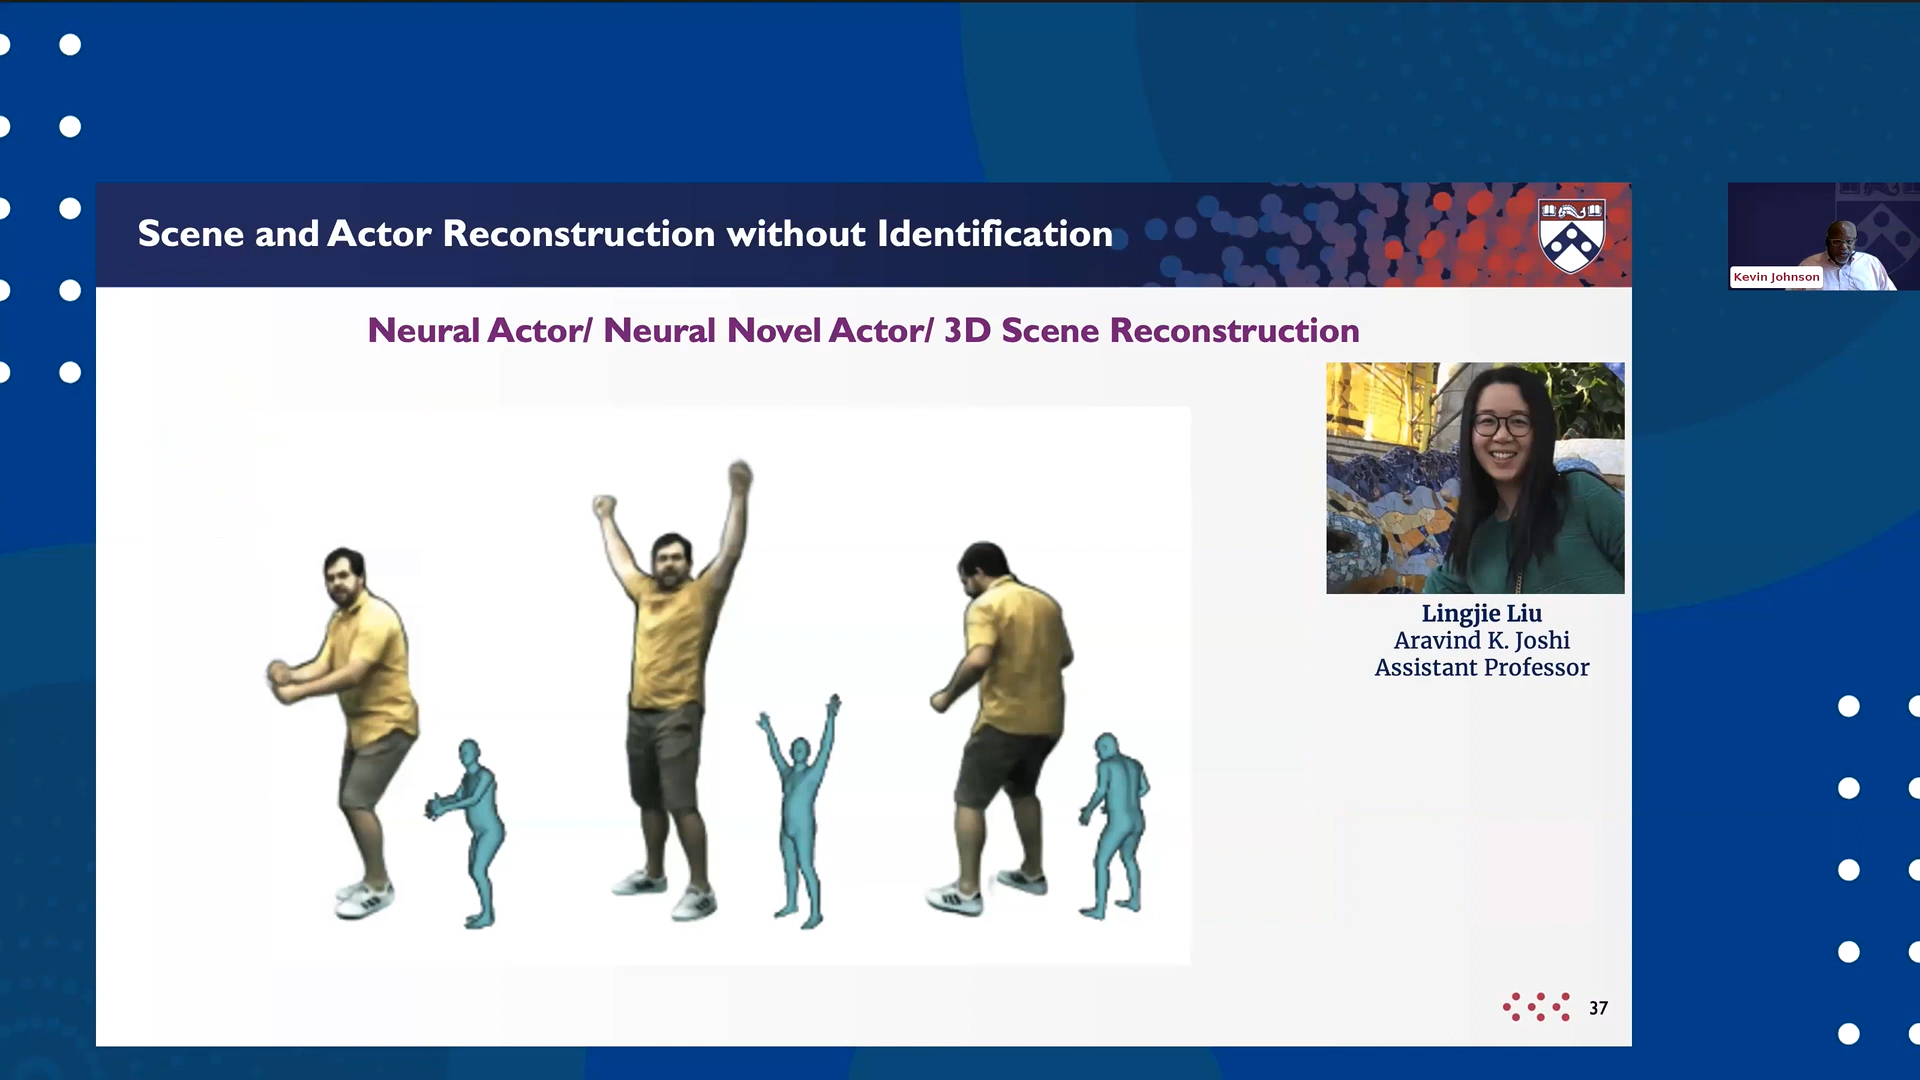 Scene and Actor Reconstruction without Identification
Neural Actor/ Neural Novel Actor/ 3D Scene Reconstruction
Kevin Johnson
Lingjie Liu
Aravind K. Joshi
Assistant Professor
37